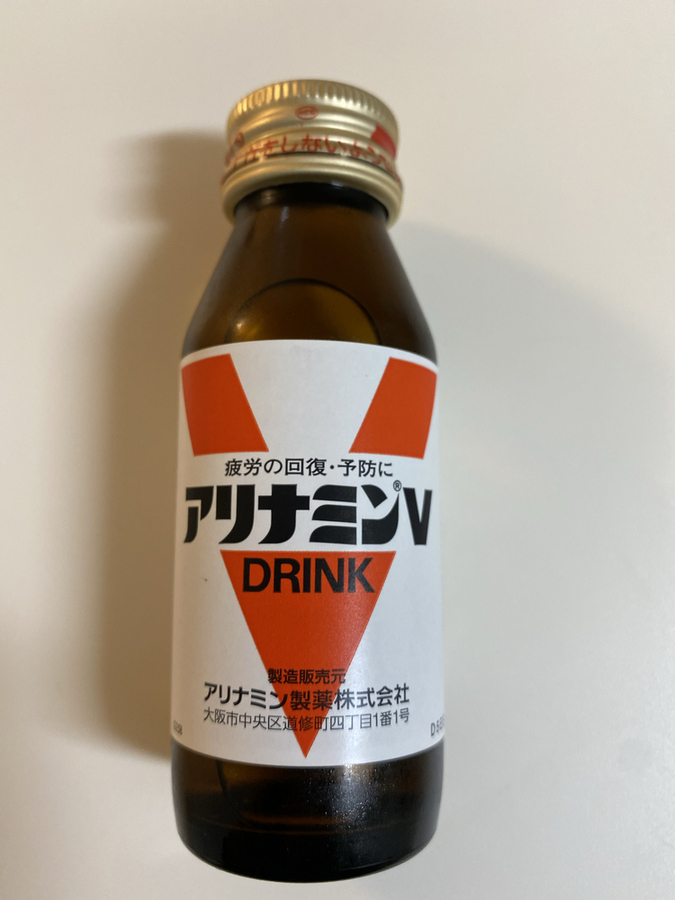 疲労の回復・予防に
アリナミン®V
DRINK
製造販売元
アリナミン製薬株式会社
大阪市中央区道修町四丁目1番1号